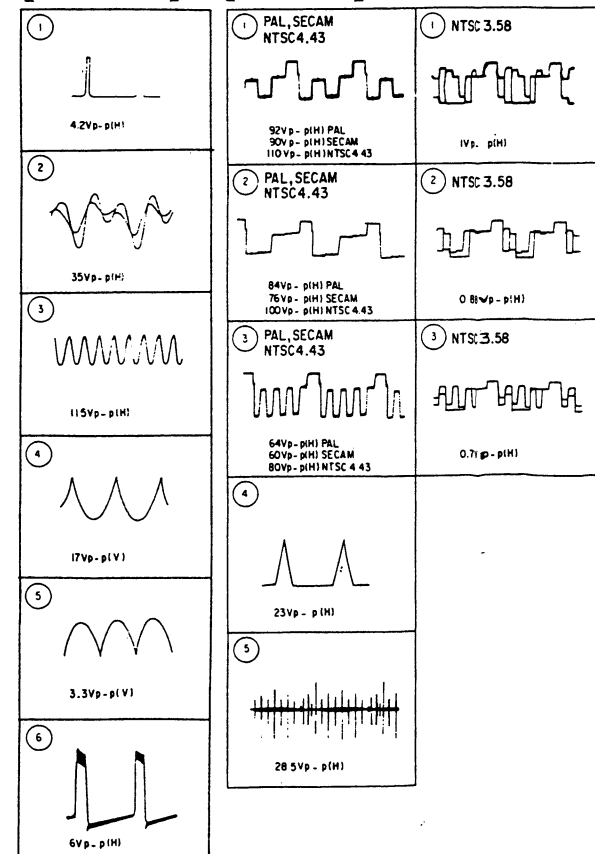 1
4.2Vp-p(H)
2
35Vp-p(H)
3
115Vp-p(H)
4
17Vp-p(V)
5
3.3Vp-p(V)
6
6Vp-p(H)
1 PAL,SECAM
NTSC4.43
92Vp-p(H) PAL
90Vp-p(H)SECAM
110Vp-p(H)NTSC4 43
2 PAL,SECAM
NTSC4.43
84Vp-p(H) PAL
76Vp-p(H) SECAM
100Vp-p(H)NTSC 4.43
3 PAL,SECAM
NTSC4.43
64Vp-p(H) PAL
60Vp-p(H) SECAM
80Vp-p(H)NTSC 4 43
4
23Vp-p(H)
5
28 5Vp-p(H)
1 NTSC 3.58
1Vp. p(H)
2 NTSC 3.58
3 NTSC 3.58